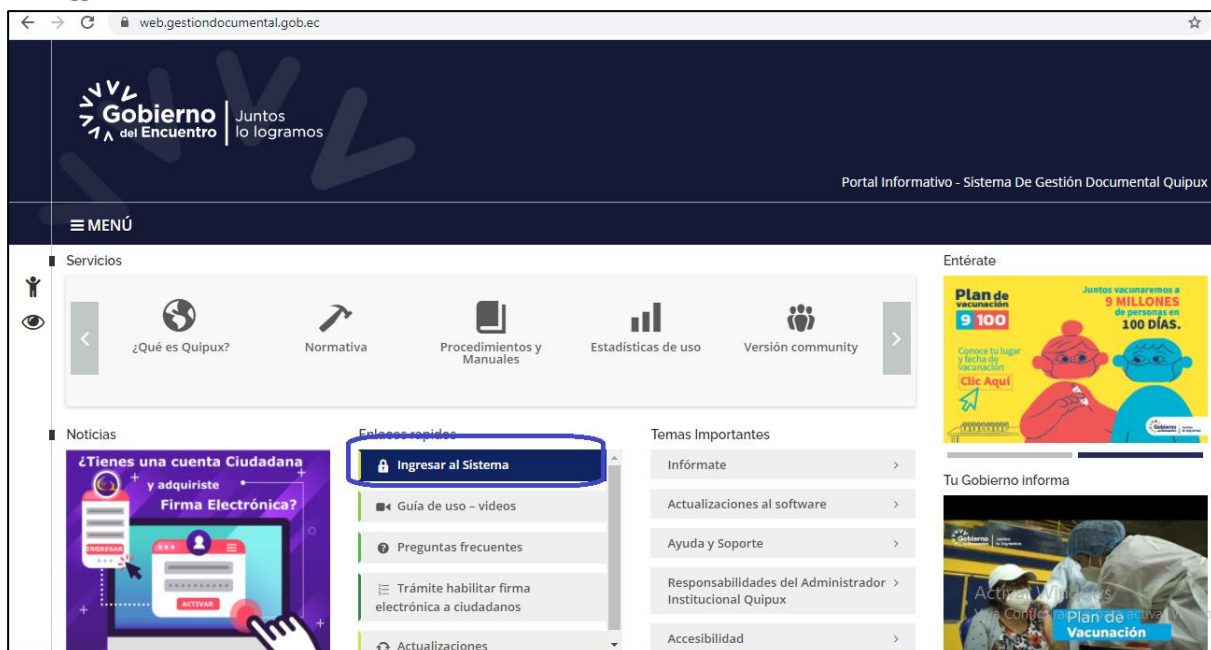 web.gestiondocumental.gob.ec
Gobierno
del Encuentro
Juntos
lo logramos
Portal Informativo - Sistema De Gestión Documental Quipux
MENÚ
Servicios
¿Qué es Quipux?
Normativa
Procedimientos y
Manuales
Estadísticas de uso
Versión community
Noticias
¿Tienes una cuenta Ciudadana
y adquiriste
Firma Electrónica?
INGRESAR
ACTIVAR
Enlaces rapidos
Ingresar al Sistema
Guía de uso – videos
Preguntas frecuentes
Trámite habilitar firma
electrónica a ciudadanos
Actualizaciones
Temas Importantes
Infórmate
Actualizaciones al software
Ayuda y Soporte
Responsabilidades del Administrador
Institucional Quipux
Accesibilidad
Entérate
Plan de
vacunación
9 100
Juntos vacunaremos a
9 MILLONES
de personas en
100 DÍAS.
Conoce tu lugar
y fecha de
vacunación
Clic Aquí
Tu Gobierno informa
Gobierno
Activar Windows
Plan de
Vacunación